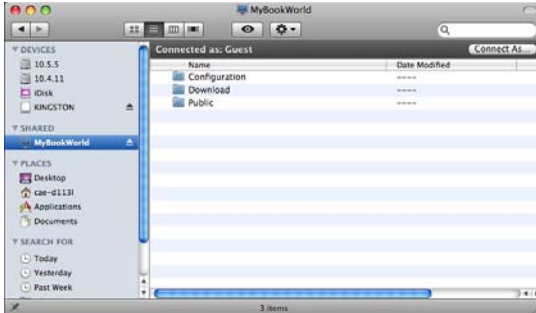 MyBookWorld
DEVICES
10.5.5
10.4.11
iDisk
KINGSTON
SHARED
MyBookWorld
PLACES
Desktop
cae-d113l
Applications
Documents
SEARCH FOR
Today
Yesterday
Past Week
Connected as: Guest
Connect As...
Name Date Modified
Configuration ----
Download ----
Public ----
3 items